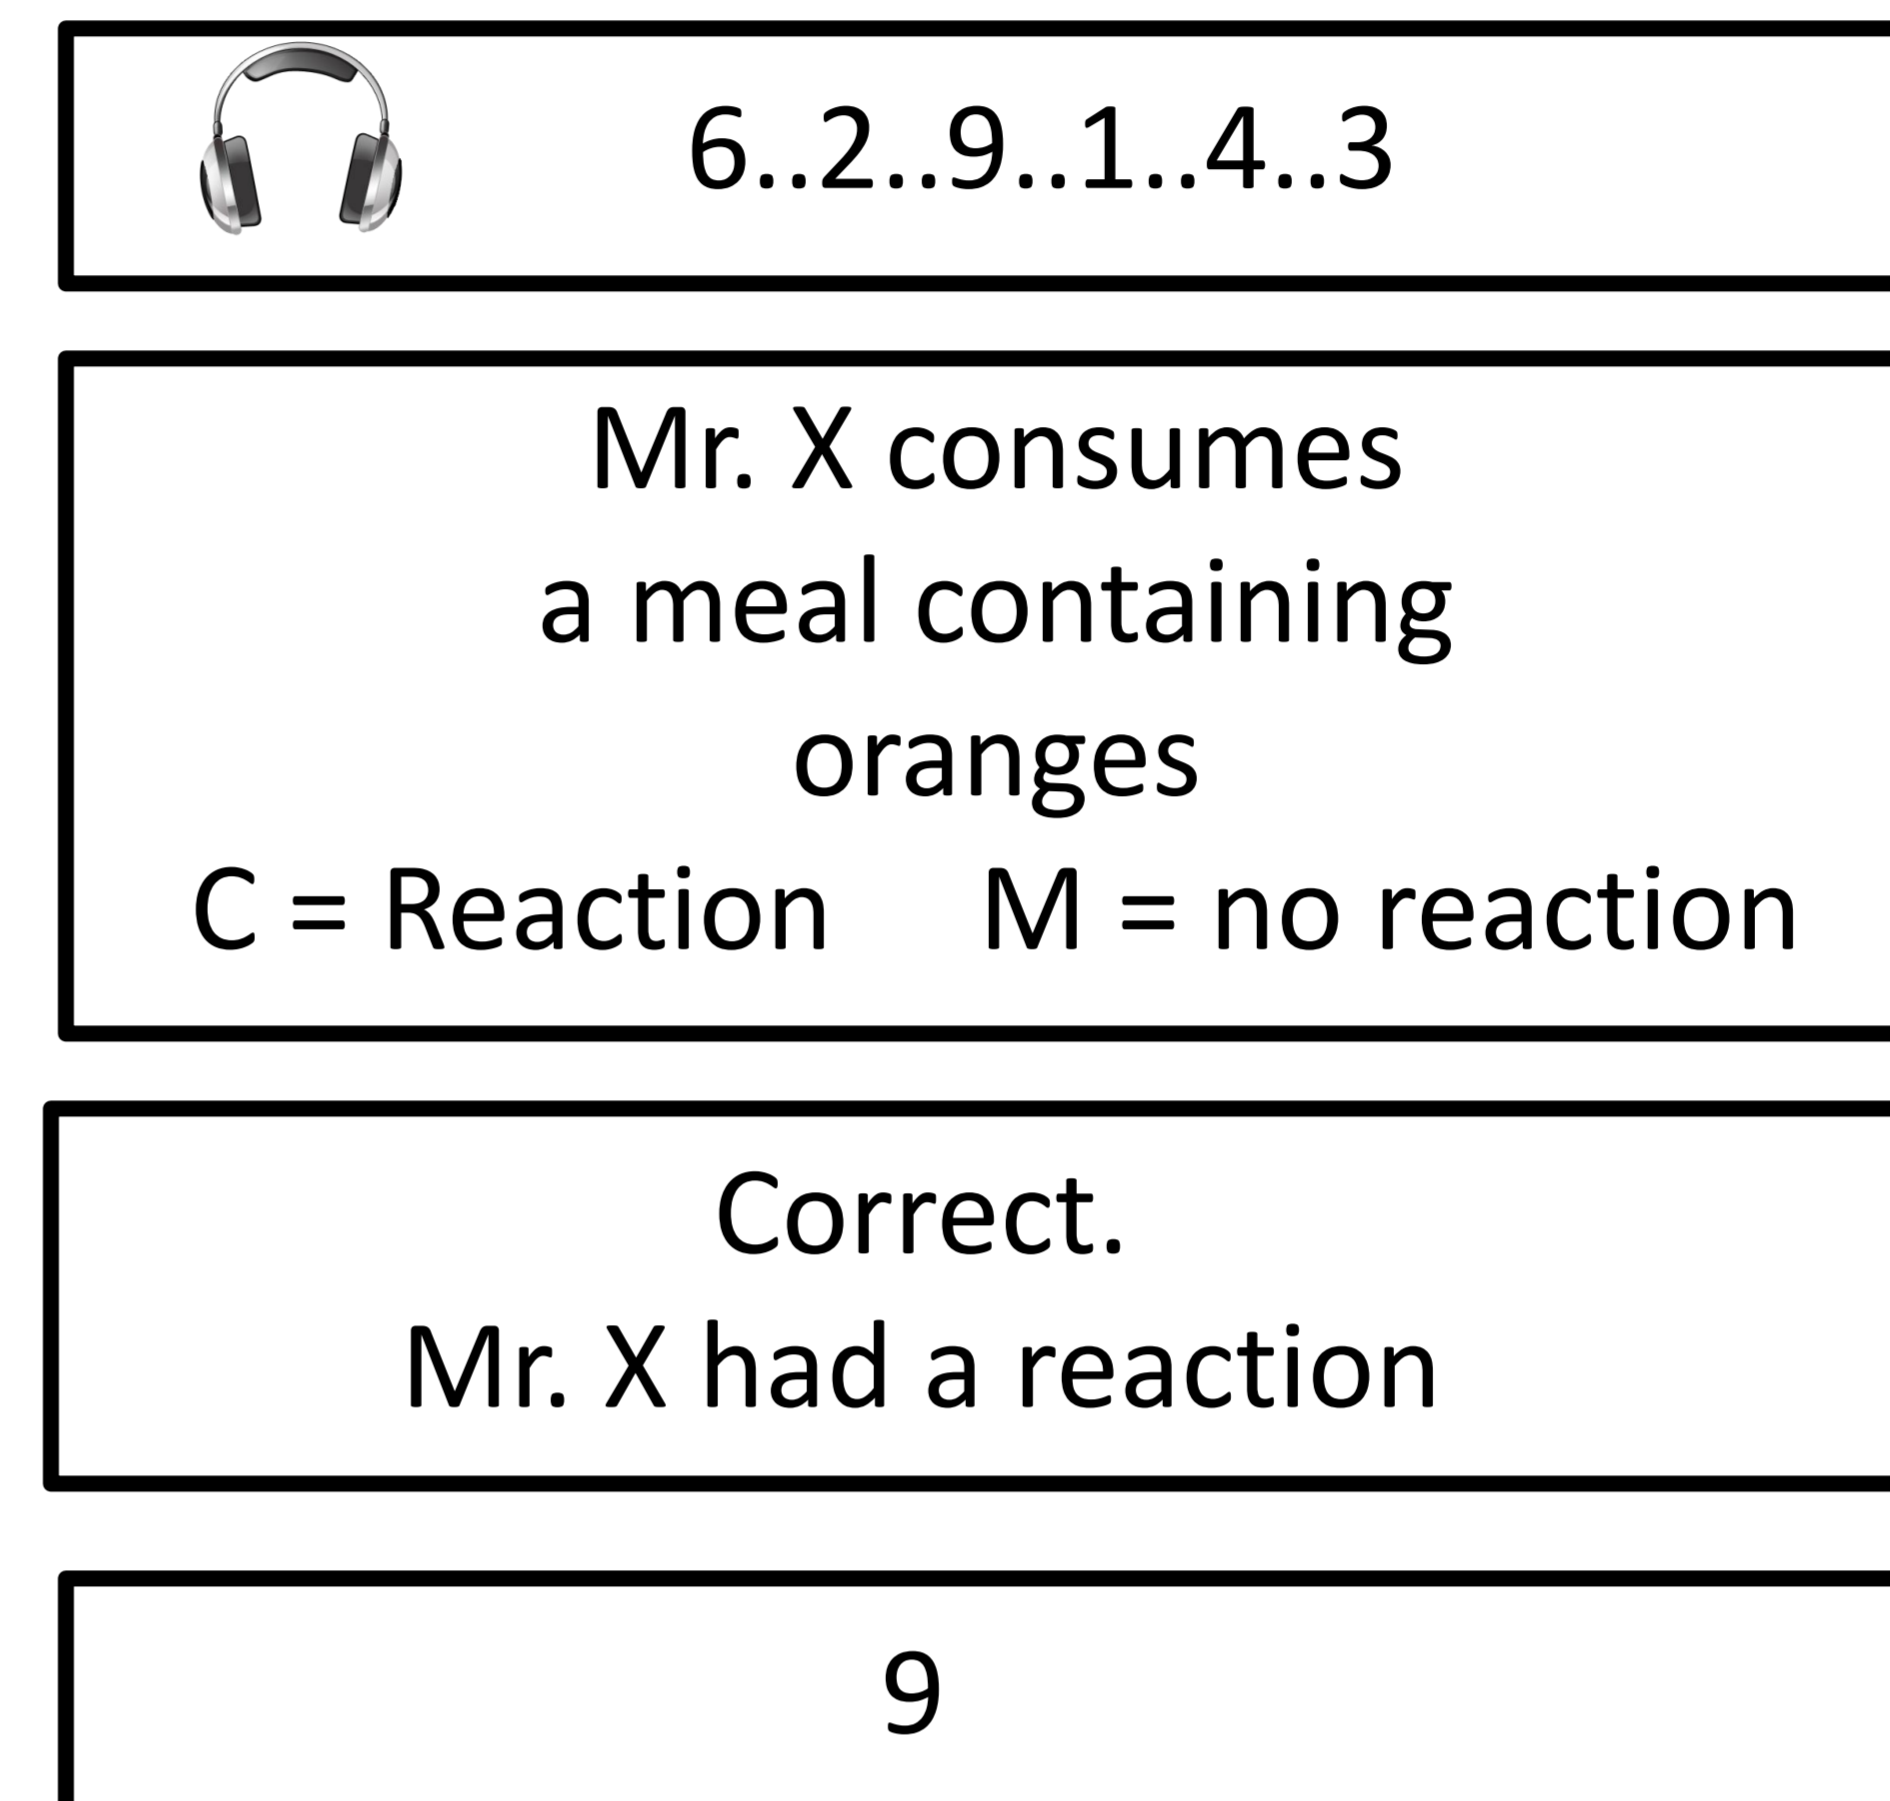 6..2..9..1..4..3
Mr. X consumes
a meal containing
oranges
C = Reaction M = no reaction
Correct.
Mr. X had a reaction
9